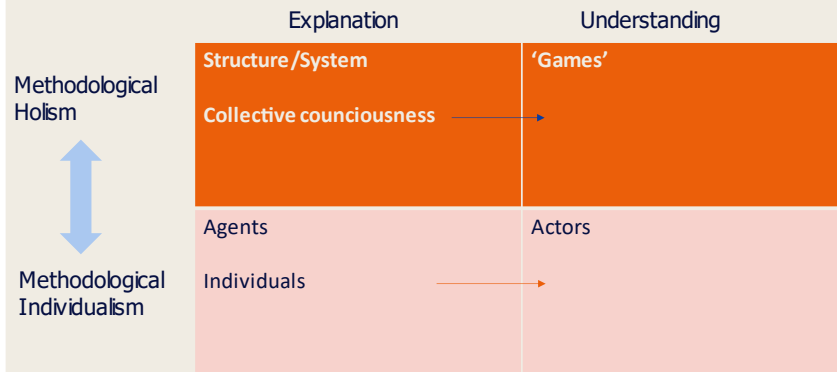 Explanation
Understanding
Methodological
Holism
Structure/System
‘Games’
Collective counciousness
Methodological
Individualism
Agents
Actors
Individuals